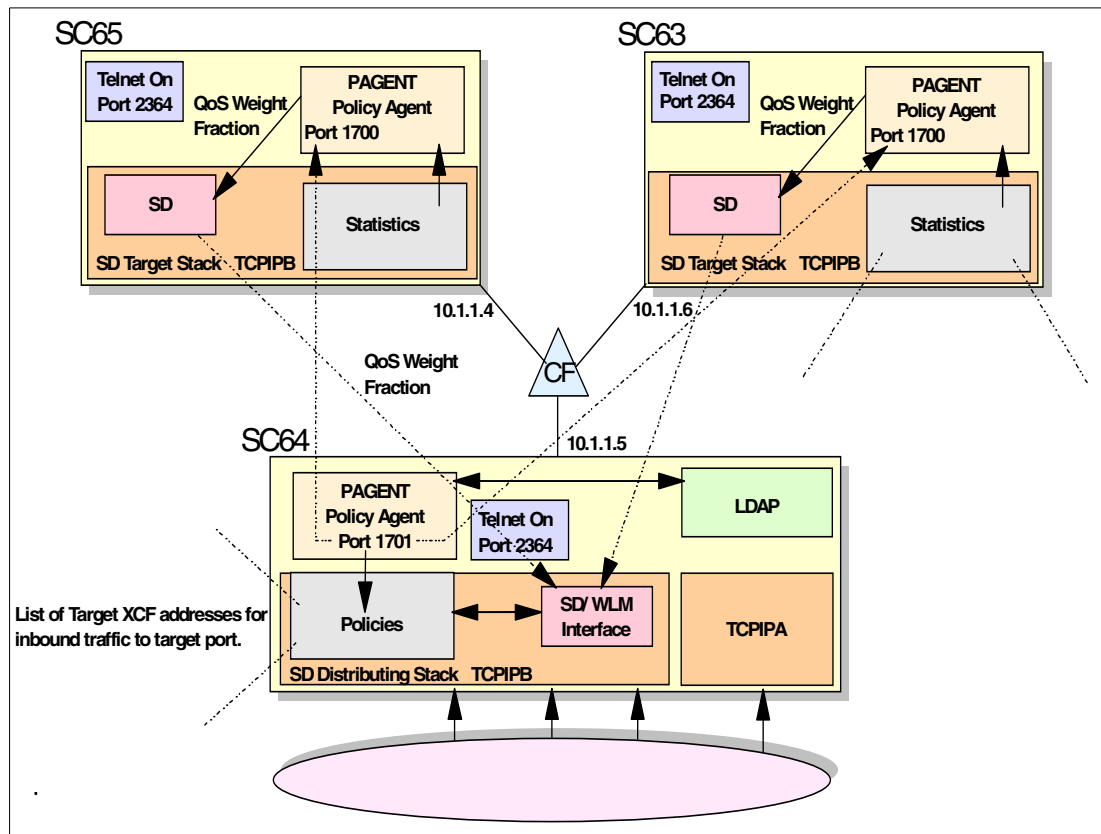 SC65
Telnet On
Port 2364
PAGENT
Policy Agent
Port 1700
QoS Weight
Fraction
SD
Statistics
SD Target Stack TCPIPB
SC63
Telnet On
Port 2364
PAGENT
Policy Agent
Port 1700
QoS Weight
Fraction
SD
Statistics
SD Target Stack TCPIPB
10.1.1.4
10.1.1.6
QoS Weight
Fraction
CF
10.1.1.5
SC64
PAGENT
Policy Agent
Port 1701
Telnet On
Port 2364
LDAP
List of Target XCF addresses for
inbound traffic to target port.
Policies
SD/ WLM
Interface
TCPIPA
SD Distributing Stack TCPIPB
.